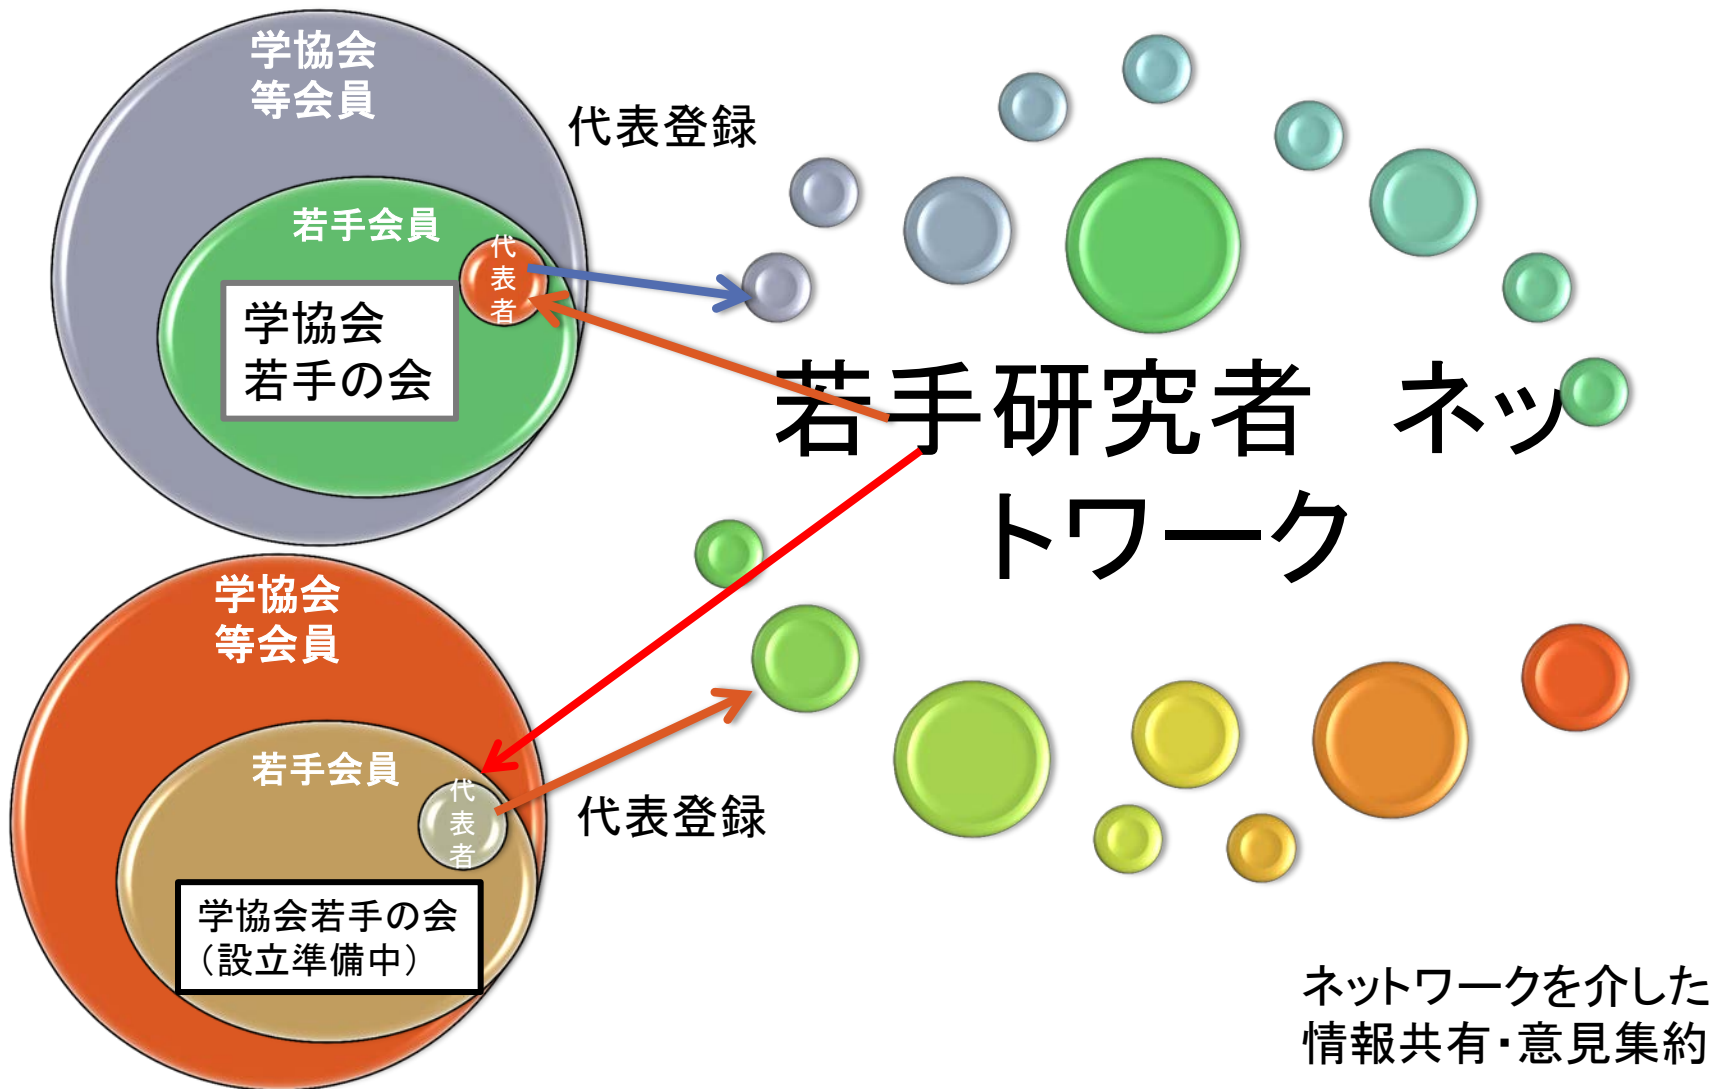 学協会
等会員
代表登録
若手会員
代
表
者
学協会
若手の会
若手研究者　ネッ
トワーク
学協会
等会員
若手会員
代
表
者
代表登録
学協会若手の会
（設立準備中）
ネットワークを介した
情報共有・意見集約